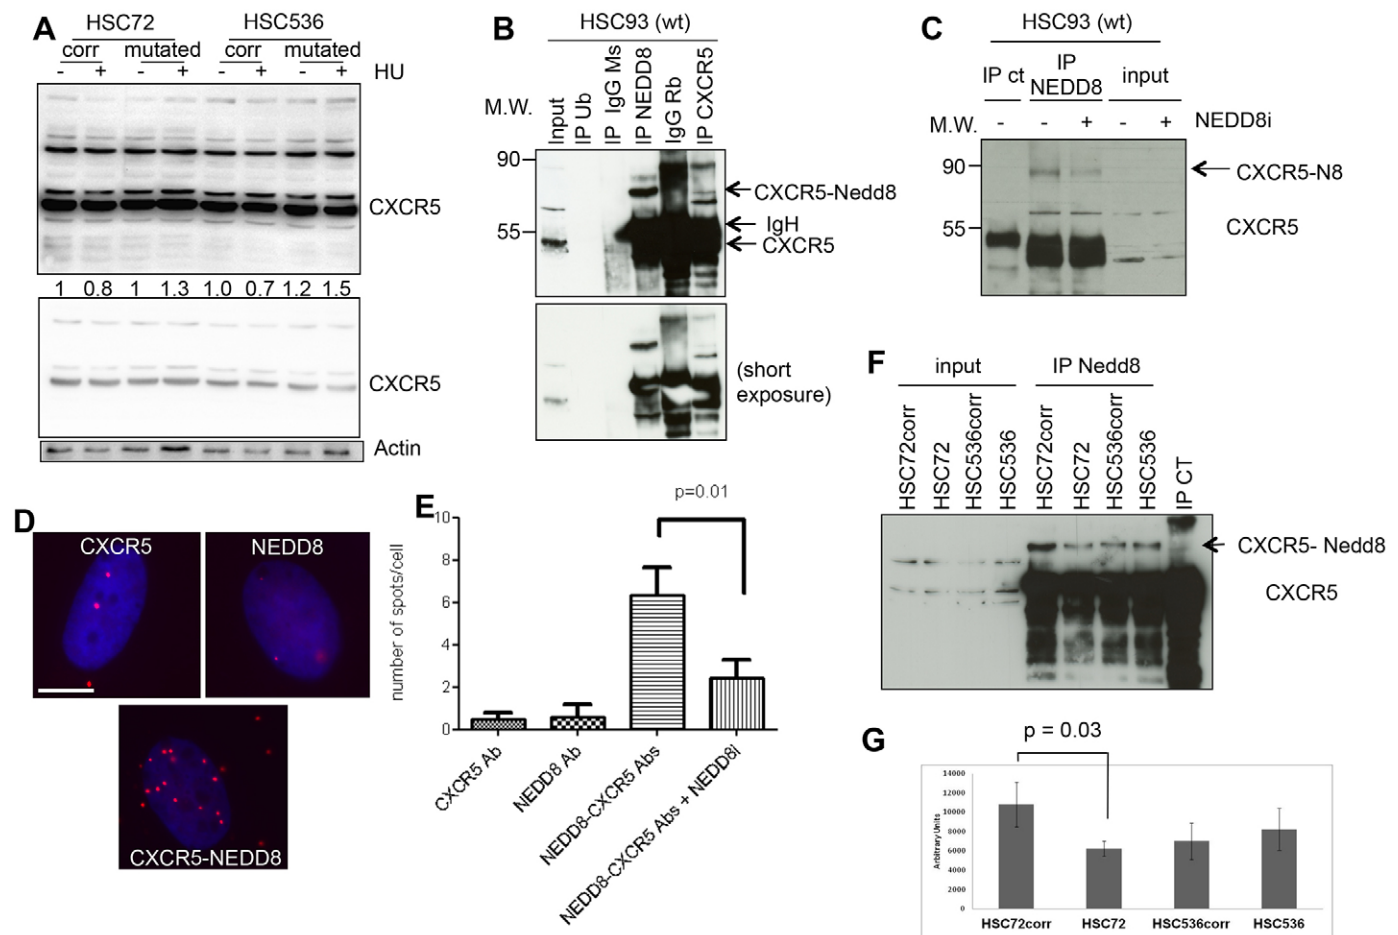 A
HSC72 HSC536
corr mutated corr mutated
- + - + - + - + HU
CXCR5
1 0.8 1 1.3 1.0 0.7 1.2 1.5
CXCR5
Actin
B
HSC93 (wt)
M.W.
Input
IP Ub
IP IgG Ms
IP NEDD8
IgG Rb
IP CXCR5
90
55
CXCR5-Nedd8
IgH
CXCR5
(short
exposure)
C
HSC93 (wt)
IP ct IP NEDD8 input
M.W. - - + - + NEDD8i
90
55
CXCR5-N8
CXCR5
D
CXCR5
NEDD8
CXCR5-NEDD8
E
p=0.01
number of spots/cell
10
8
6
4
2
0
CXCR5 Ab
NEDD8 Ab
NEDD8-CXCR5 Abs
NEDD8-CXCR5 Abs + NEDD8I
F
input IP Nedd8
HSC72corr
HSC72
HSC536corr
HSC536
HSC72corr
HSC72
HSC536corr
HSC536
IP CT
CXCR5- Nedd8
CXCR5
G
p = 0.03
Arbitrary Units
14000
12000
10000
8000
6000
4000
2000
0
HSC72corr HSC72 HSC536corr HSC536